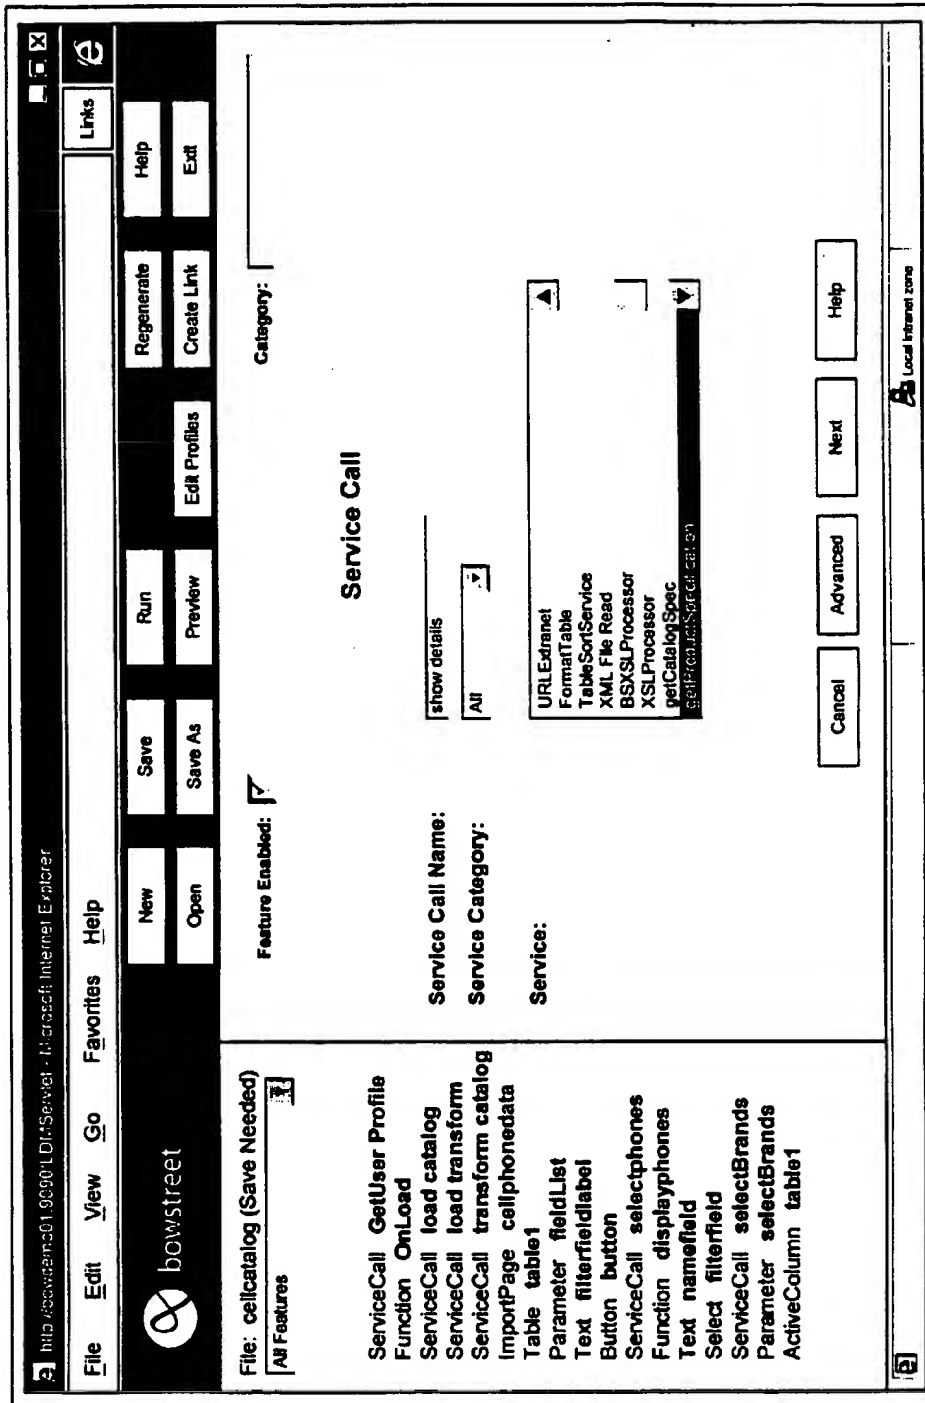 Microsoft Internet Explorer
File Edit View Go Favorites Help
Links
bowstreet
New Save Run Regenerate Help
Open Save As Preview Edit Profiles Create Link Exit
File: cellcatalog (Save Needed)
All Features
ServiceCall GetUser Profile
Function OnLoad
ServiceCall load catalog
ServiceCall load transform
ServiceCall transform catalog
ImportPage cellphonedata
Table table1
Parameter fieldList
Text filterfieldlabel
Button button
ServiceCall selectphones
Function displayphones
Text namefield
Select filterfield
ServiceCall selectBrands
Parameter selectBrands
ActiveColumn table1
Feature Enabled:
Category:
Service Call
Service Call Name: show details
Service Category: All
Service:
URLExtranet
FormatTable
TableSortService
XML File Read
BSXSLProcessor
XSLProcessor
getCatalogSpec
getProductSpecification
Cancel Advanced Next Help
Local intranet zone